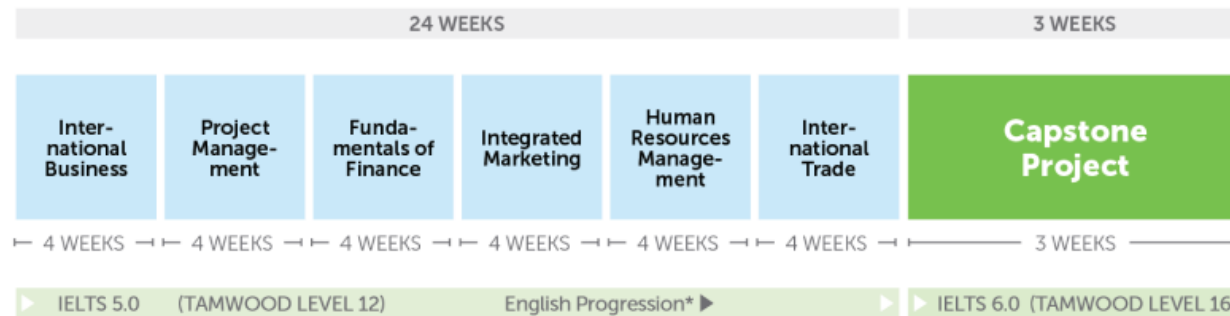 24 WEEKS
3 WEEKS
Inter-
national
Business
Project
Manage-
ment
Funda-
mentals of
Finance
Integrated
Marketing
Human
Resources
Manage-
ment
Inter-
national
Trade
Capstone
Project
4 WEEKS
4 WEEKS
4 WEEKS
4 WEEKS
4 WEEKS
4 WEEKS
3 WEEKS
IELTS 5.0 (TAMWOOD LEVEL 12) English Progression*
IELTS 6.0 (TAMWOOD LEVEL 16